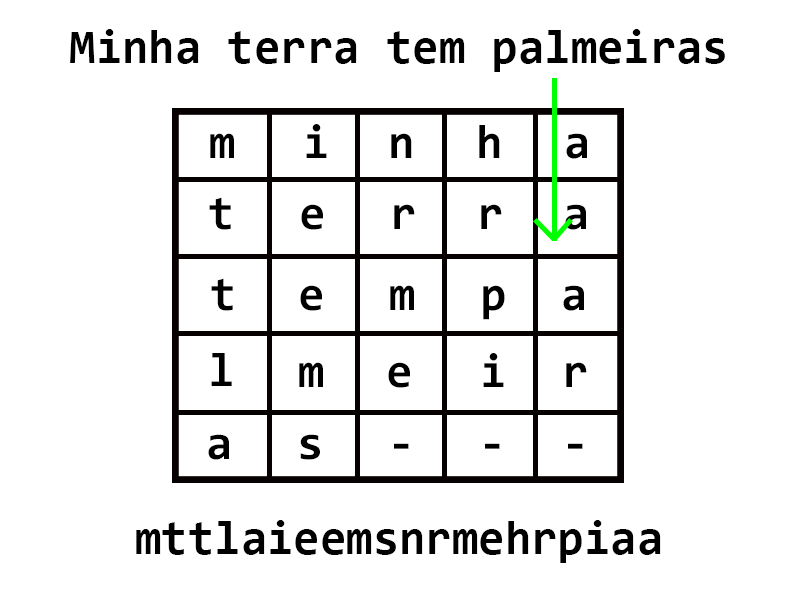 Minha terra tem palmeiras
m i n h a
t e r r a
t e m p a
l m e i r
a s - - -
mttlaieemsnrmehrpiaa